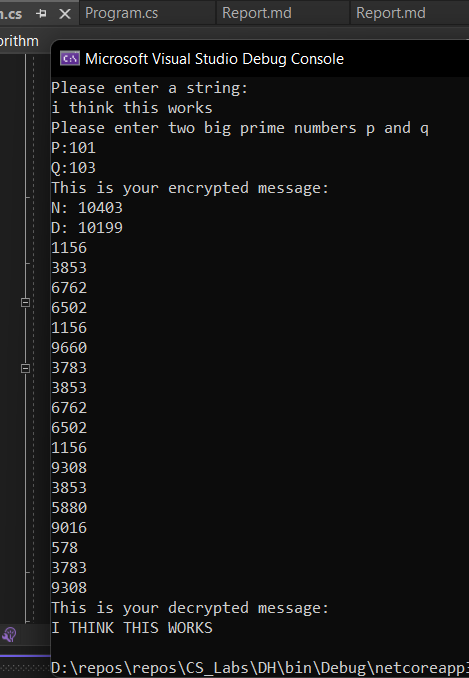 n.cs Program.cs Report.md Report.md
orithm
Microsoft Visual Studio Debug Console
Please enter a string:
i think this works
Please enter two big prime numbers p and q
P:101
Q:103
This is your encrypted message:
N: 10403
D: 10199
1156
3853
6762
6502
1156
9660
3783
3853
6762
6502
1156
9308
3853
5880
9016
578
3783
9308
This is your decrypted message:
I THINK THIS WORKS
D:\repos\repos\CS_Labs\DH\bin\Debug\netcoreapp3